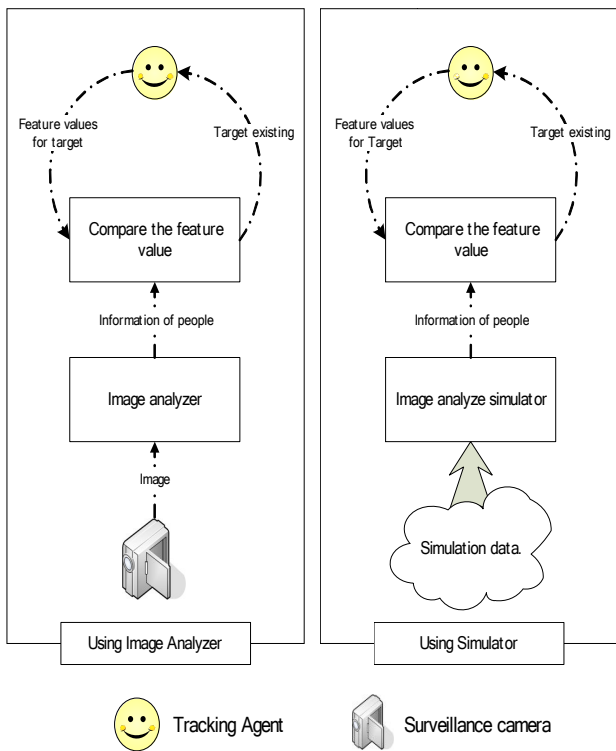 Feature values
for target
Target existing
Compare the feature
value
Information of people
Image analyzer
Image
Using Image Analyzer
Feature values
for Target
Target existing
Compare the feature
value
Information of people
Image analyze simulator
Simulation data.
Using Simulator
Tracking Agent
Surveillance camera